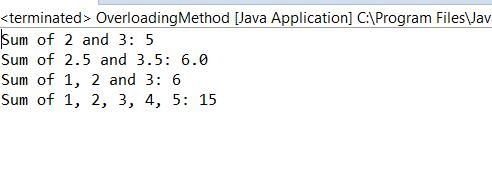 <terminated> OverloadingMethod [Java Application] C:\Program Files\Jav
Sum of 2 and 3: 5
Sum of 2.5 and 3.5: 6.0
Sum of 1, 2 and 3: 6
Sum of 1, 2, 3, 4, 5: 15